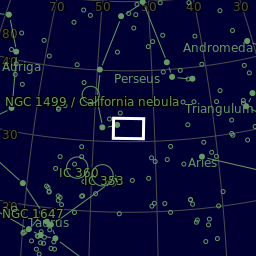 70 50 40 30
80
Andromeda
40
Auriga
Perseus
NGC 1499 / California nebula
Triangulum
30
Aries
IC 360
IC 353
20
NGC 1647
Taurus